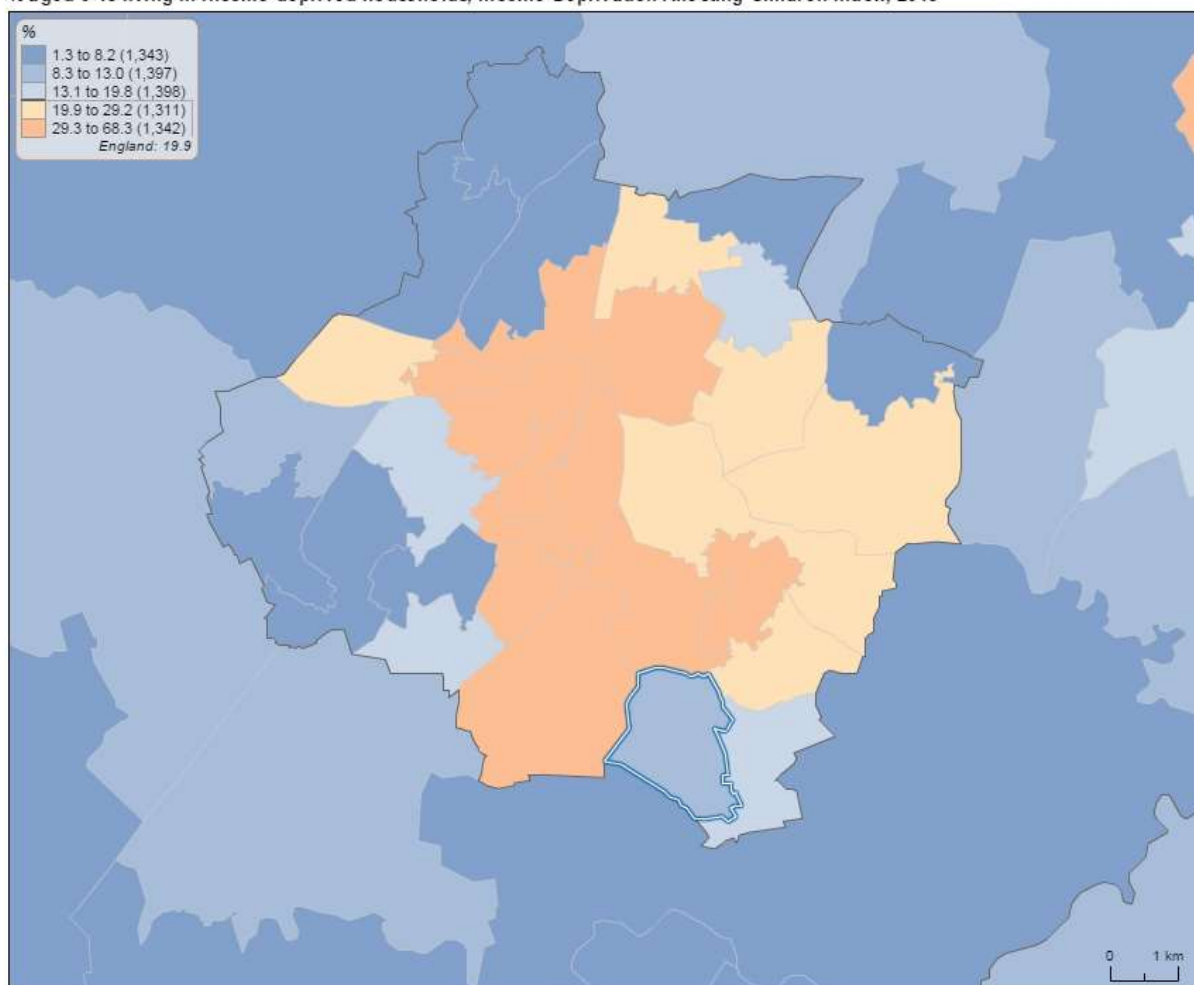 %
1.3 to 8.2 (1,343)
8.3 to 13.0 (1,397)
13.1 to 19.8 (1,398)
19.9 to 29.2 (1,311)
29.3 to 68.3 (1,342)
England: 19.9
0 1 km